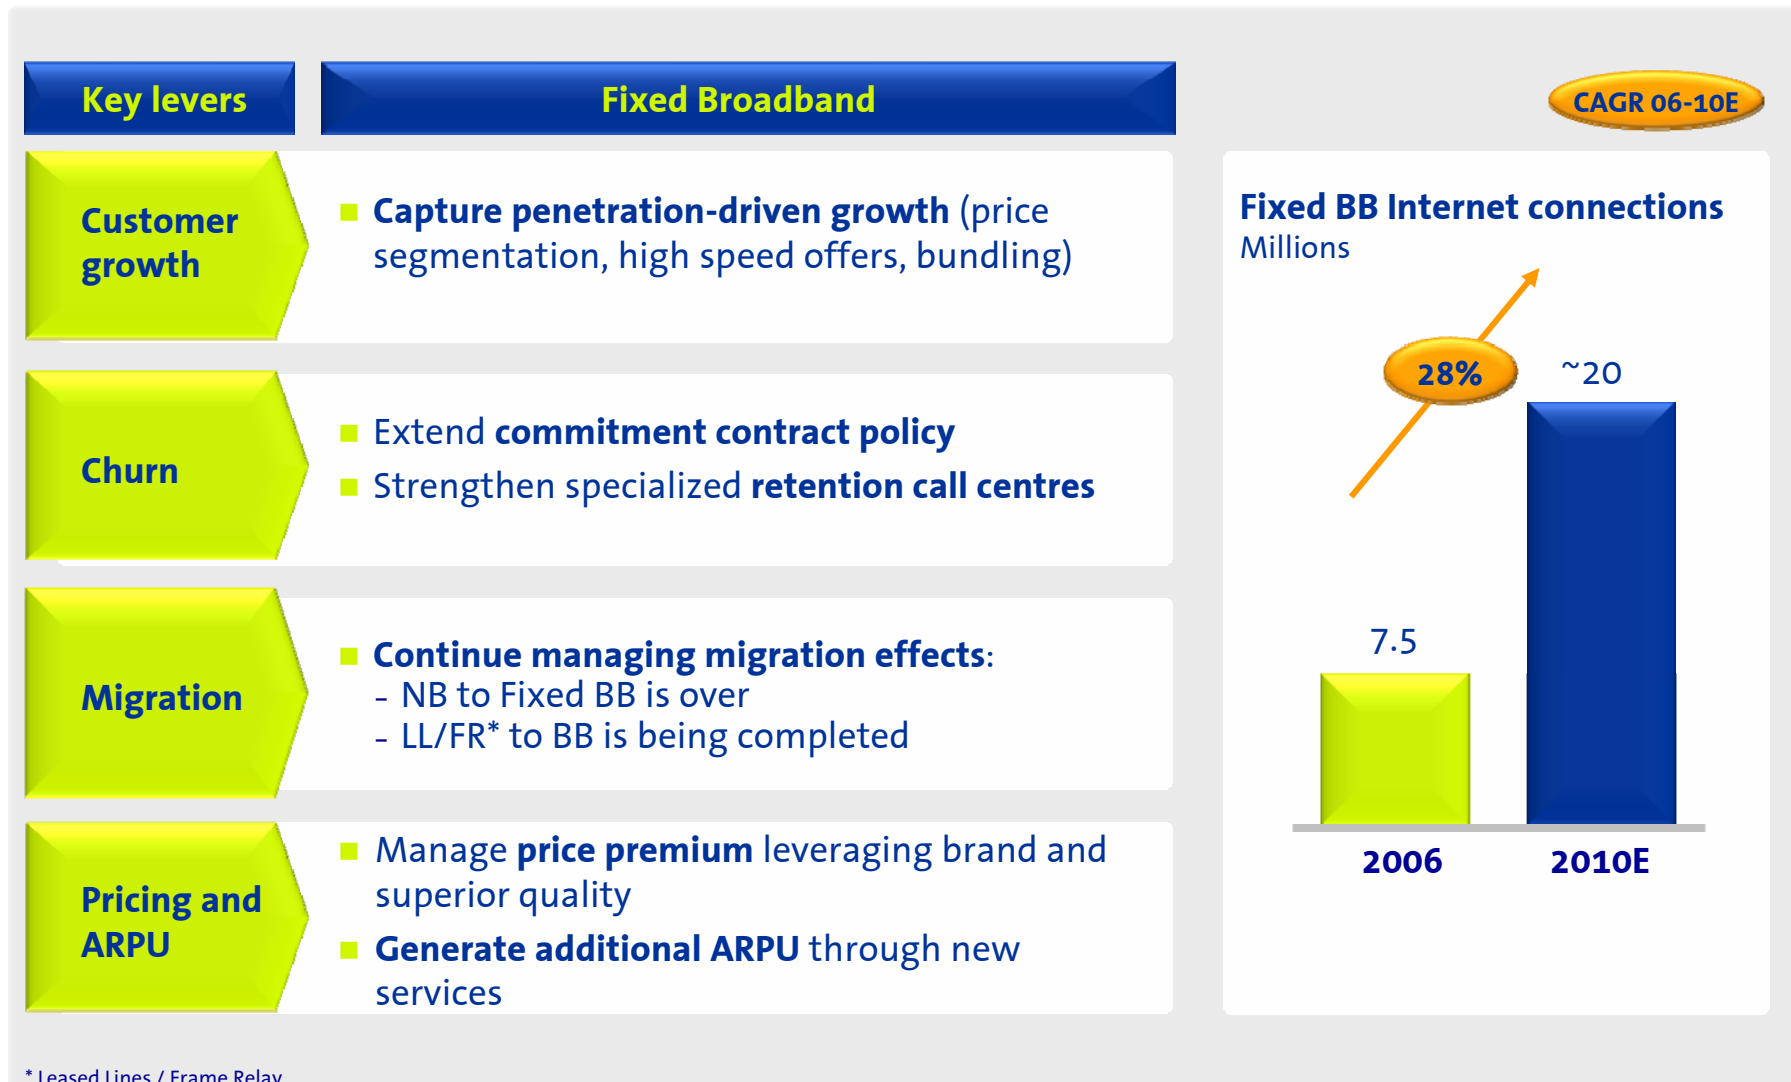 Key levers
Fixed Broadband
CAGR 06-10E
Customer
growth
■ Capture penetration-driven growth (price
segmentation, high speed offers, bundling)
Churn
■ Extend commitment contract policy
■ Strengthen specialized retention call centres
Migration
■ Continue managing migration effects:
- NB to Fixed BB is over
- LL/FR* to BB is being completed
Pricing and
ARPU
■ Manage price premium leveraging brand and
superior quality
■ Generate additional ARPU through new
services
Fixed BB Internet connections
Millions
28%
~20
7.5
2006
2010E
* Leased Lines / Frame Relay